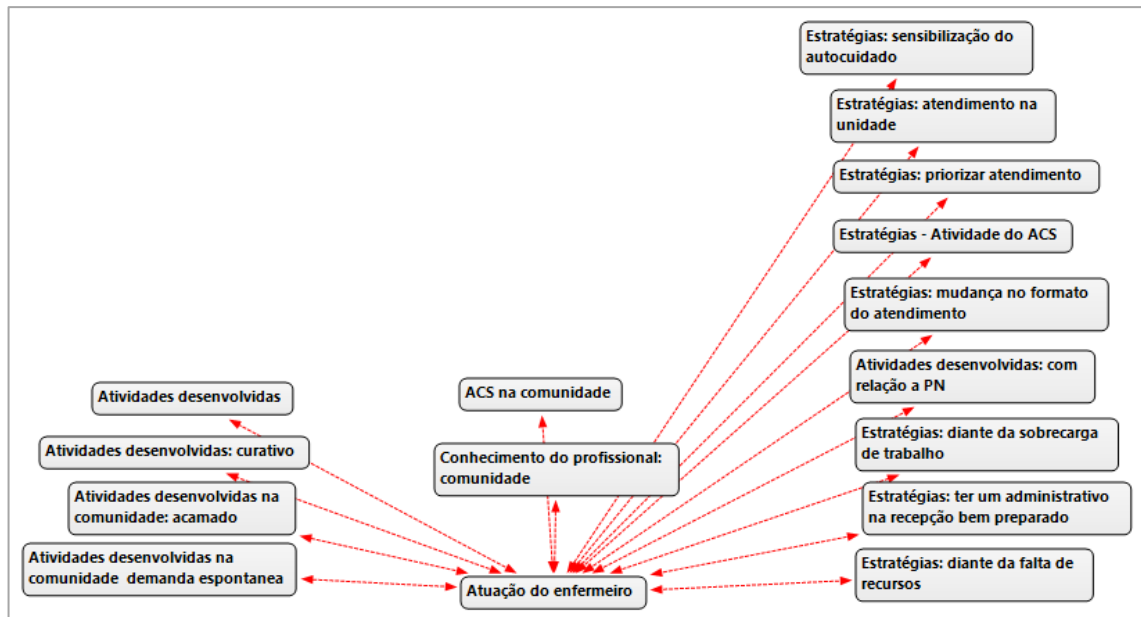 Estratégias: sensibilização do
autocuidado
Estratégias: atendimento na
unidade
Estratégias: priorizar atendimento
Estratégias - Atividade do ACS
Estratégias: mudança no formato
do atendimento
Atividades desenvolvidas: com
relação a PN
Estratégias: diante da sobrecarga
de trabalho
Estratégias: ter um administrativo
na recepção bem preparado
Estratégias: diante da falta de
recursos
ACS na comunidade
Conhecimento do profissional:
comunidade
Atuação do enfermeiro
Atividades desenvolvidas
Atividades desenvolvidas: curativo
Atividades desenvolvidas na
comunidade: acamado
Atividades desenvolvidas na
comunidade demanda espontanea